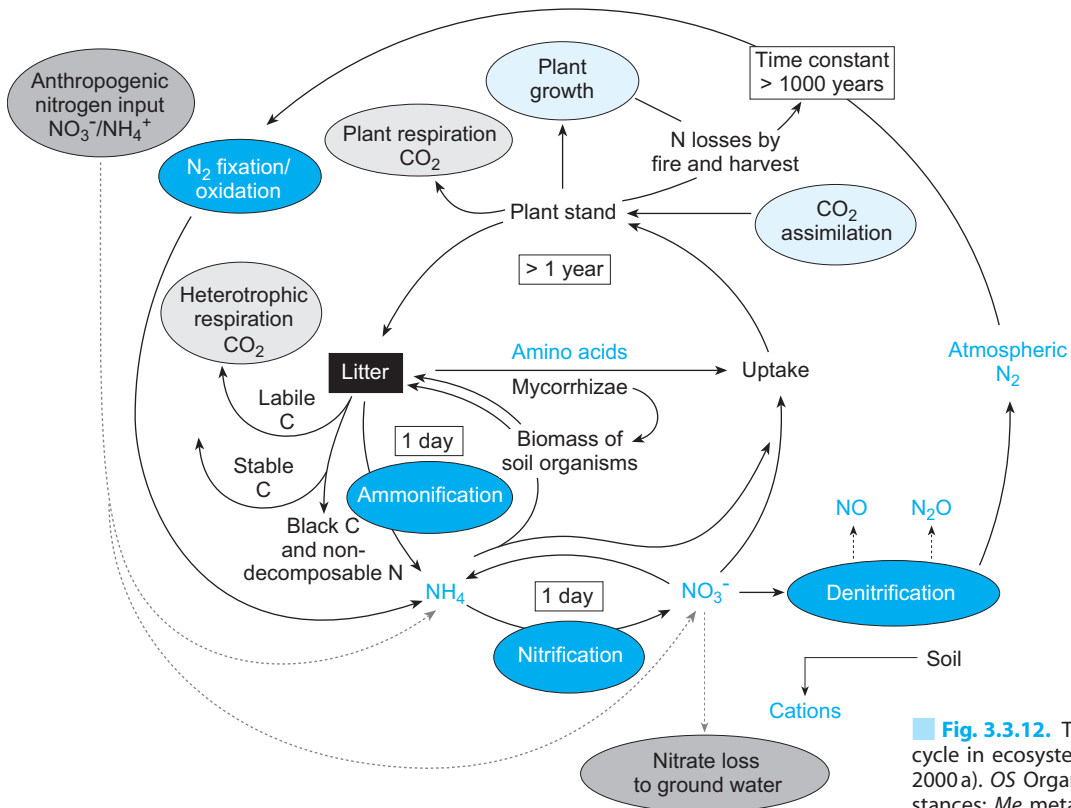 Anthropogenic
nitrogen input
NO₃⁻/NH₄⁺
N₂ fixation/
oxidation
Plant
growth
Time constant
> 1000 years
Plant respiration
CO₂
N losses by
fire and harvest
Plant stand
CO₂
assimilation
> 1 year
Heterotrophic
respiration
CO₂
Litter
Amino acids
Mycorrhizae
Uptake
Atmospheric
N₂
Labile
C
1 day
Biomass of
soil organisms
Stable
C
Ammonification
Black C
and non-
decomposable N
NO
N₂O
NH₄
1 day
NO₃⁻
Denitrification
Nitrification
Soil
Cations
Nitrate loss
to ground water
Fig. 3.3.12. T
cycle in ecosyste
2000 a). OS Organ
stances; Me meta